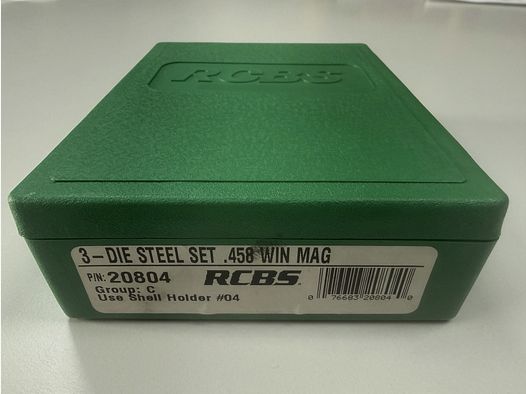 RCBS
3-DIE STEEL SET .458 WIN MAG
P/N: 20804 RCBS
Group: C
Use Shell Holder #04
0 76683 20804 0